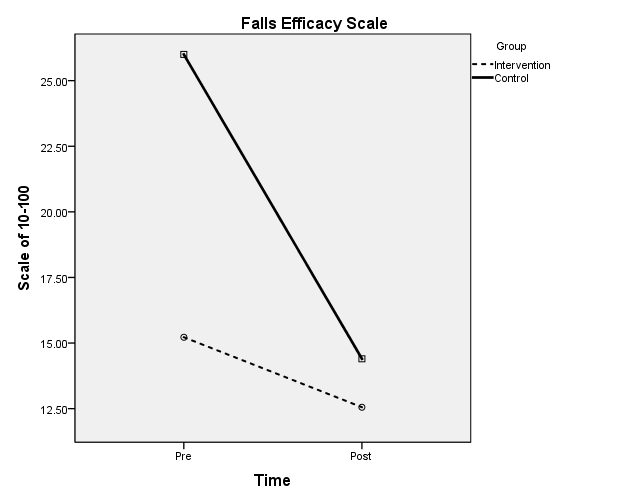 Falls Efficacy Scale
Group
Intervention
Control
Scale of 10-100
25.00
22.50
20.00
17.50
15.00
12.50
Pre
Post
Time